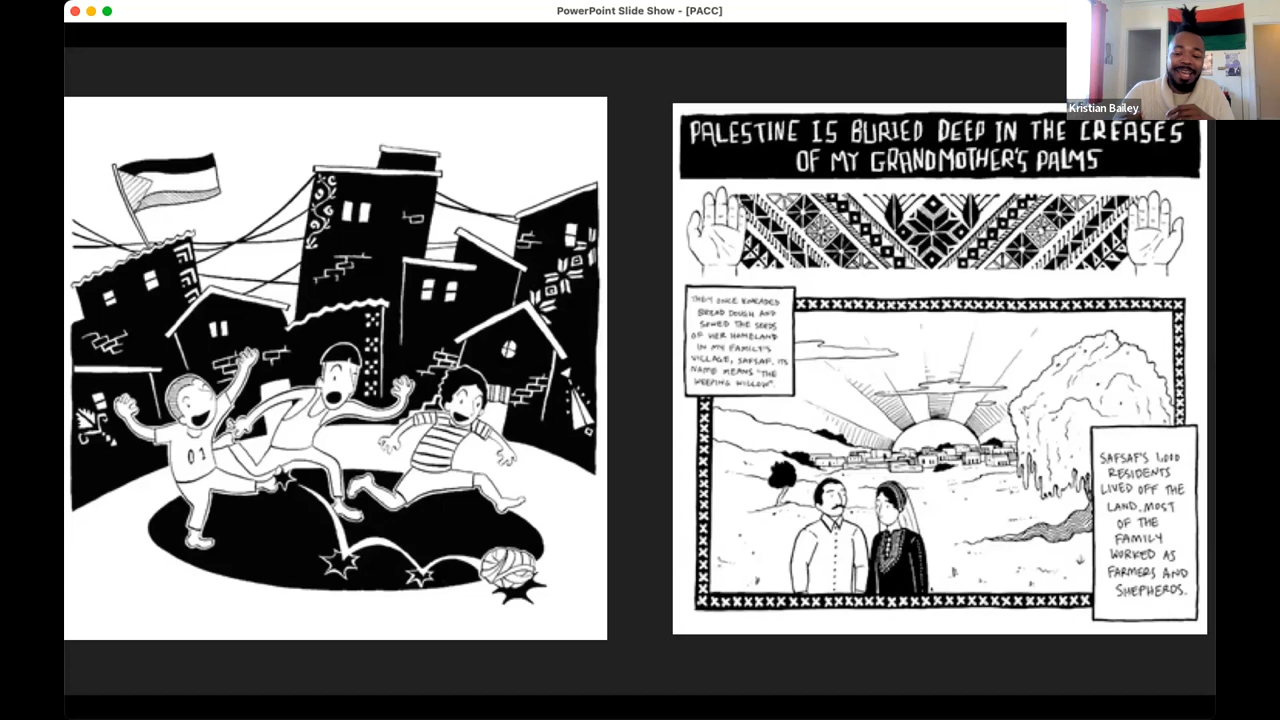 PowerPoint Slide Show - [PACC]
Kristian Bailey
PALESTINE IS BURIED DEEP IN THE CREASES
OF MY GRANDMOTHER'S PALMS
THEY ONCE KNEADED
BREAD DOUGH AND
SOWED THE SEEDS
OF HER HOMELAND
IN MY FAMILY'S
VILLAGE, SAFSAF. ITS
NAME MEANS "THE
WEEPING WILLOW".
SAFSAF'S 1,000
RESIDENTS
LIVED OFF THE
LAND. MOST
OF THE
FAMILY
WORKED AS
FARMERS AND
SHEPHERDS.
01